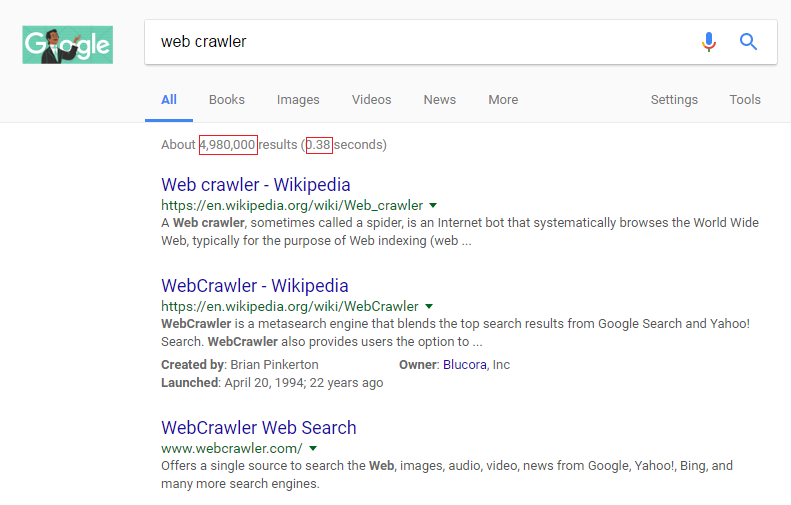 Google
web crawler
All Books Images Videos News More Settings Tools
About 4,980,000 results (0.38 seconds)
Web crawler - Wikipedia
https://en.wikipedia.org/wiki/Web_crawler
A Web crawler, sometimes called a spider, is an Internet bot that systematically browses the World Wide
Web, typically for the purpose of Web indexing (web ...
WebCrawler - Wikipedia
https://en.wikipedia.org/wiki/WebCrawler
WebCrawler is a metasearch engine that blends the top search results from Google Search and Yahoo!
Search. WebCrawler also provides users the option to ...
Created by: Brian Pinkerton Owner: Blucora, Inc
Launched: April 20, 1994; 22 years ago
WebCrawler Web Search
www.webcrawler.com/
Offers a single source to search the Web, images, audio, video, news from Google, Yahoo!, Bing, and
many more search engines.